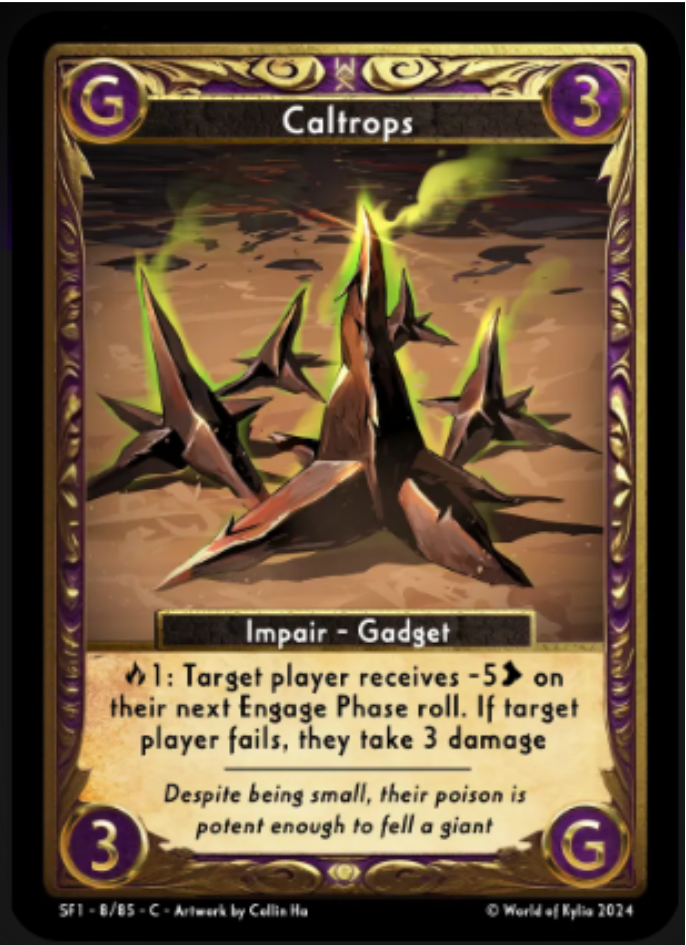 G
3
Caltrops
Impair - Gadget
1: Target player receives -5 on
their next Engage Phase roll. If target
player fails, they take 3 damage
Despite being small, their poison is
potent enough to fell a giant
3
G
SF1 - 8/85 - C - Artwork by Collin Ha
© World of Kylia 2024